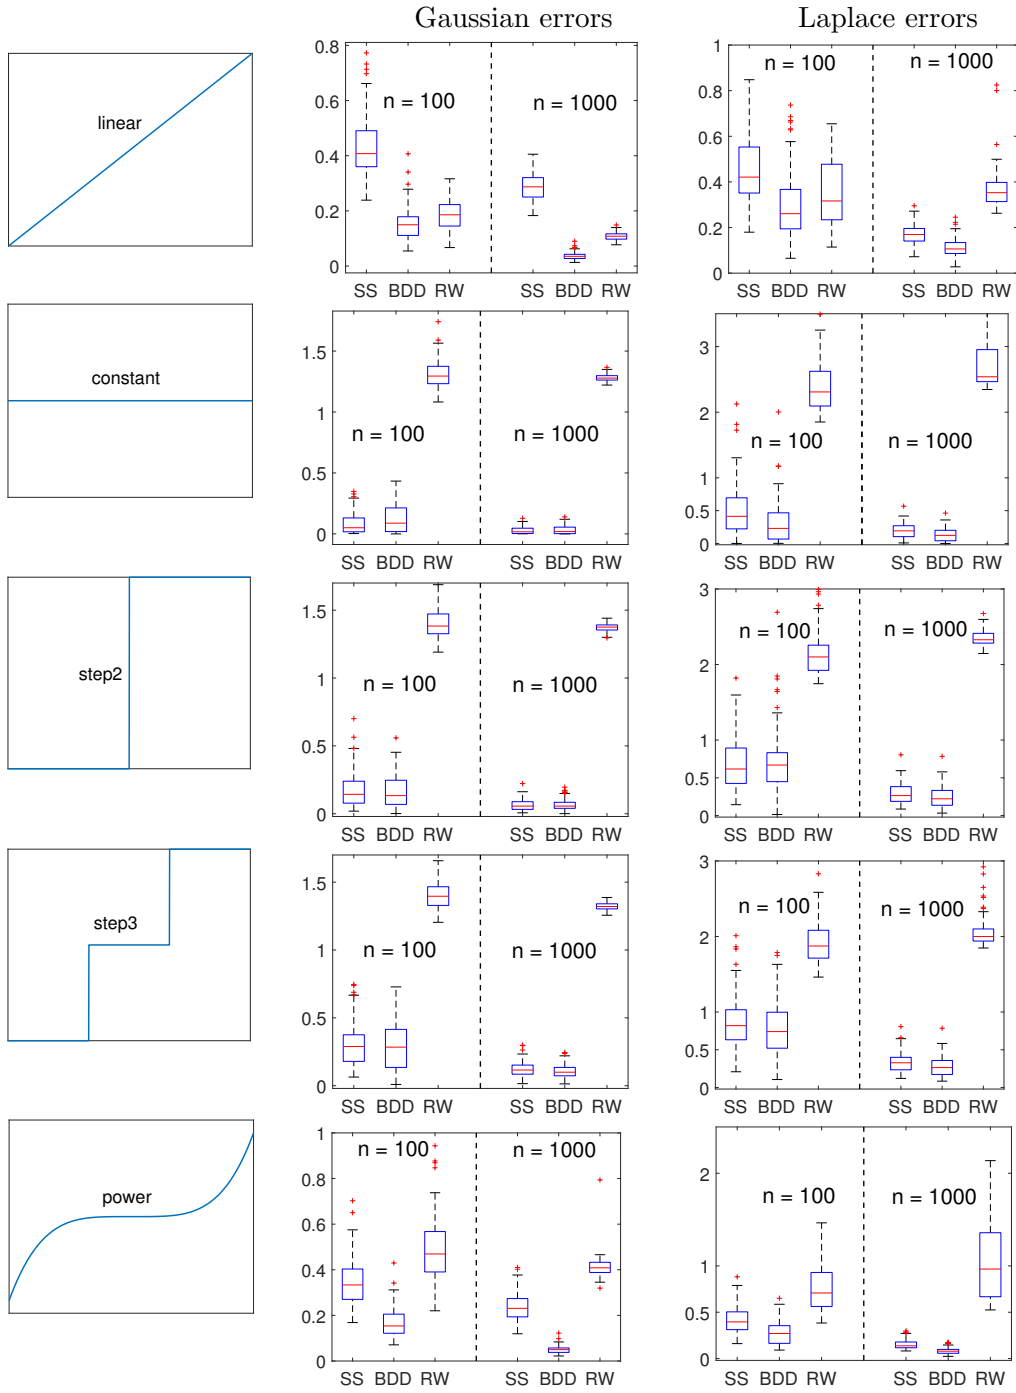 Gaussian errors Laplace errors
linear
0.8
0.6
0.4
0.2
0
n = 100 n = 1000
SS BDD RW SS BDD RW
1
0.8
0.6
0.4
0.2
0
n = 100 n = 1000
SS BDD RW SS BDD RW
constant
1.5
1
0.5
0
n = 100 n = 1000
SS BDD RW SS BDD RW
3
2
1
0.5
0
n = 100 n = 1000
SS BDD RW SS BDD RW
step2
1.5
1
0.5
0
n = 100 n = 1000
SS BDD RW SS BDD RW
3
2
1
0.5
0
n = 100 n = 1000
SS BDD RW SS BDD RW
step3
1.5
1
0.5
0
n = 100 n = 1000
SS BDD RW SS BDD RW
3
2
1
0.5
0
n = 100 n = 1000
SS BDD RW SS BDD RW
power
1
0.8
0.6
0.4
0.2
0
n = 100 n = 1000
SS BDD RW SS BDD RW
2
1
0.5
0
n = 100 n = 1000
SS BDD RW SS BDD RW